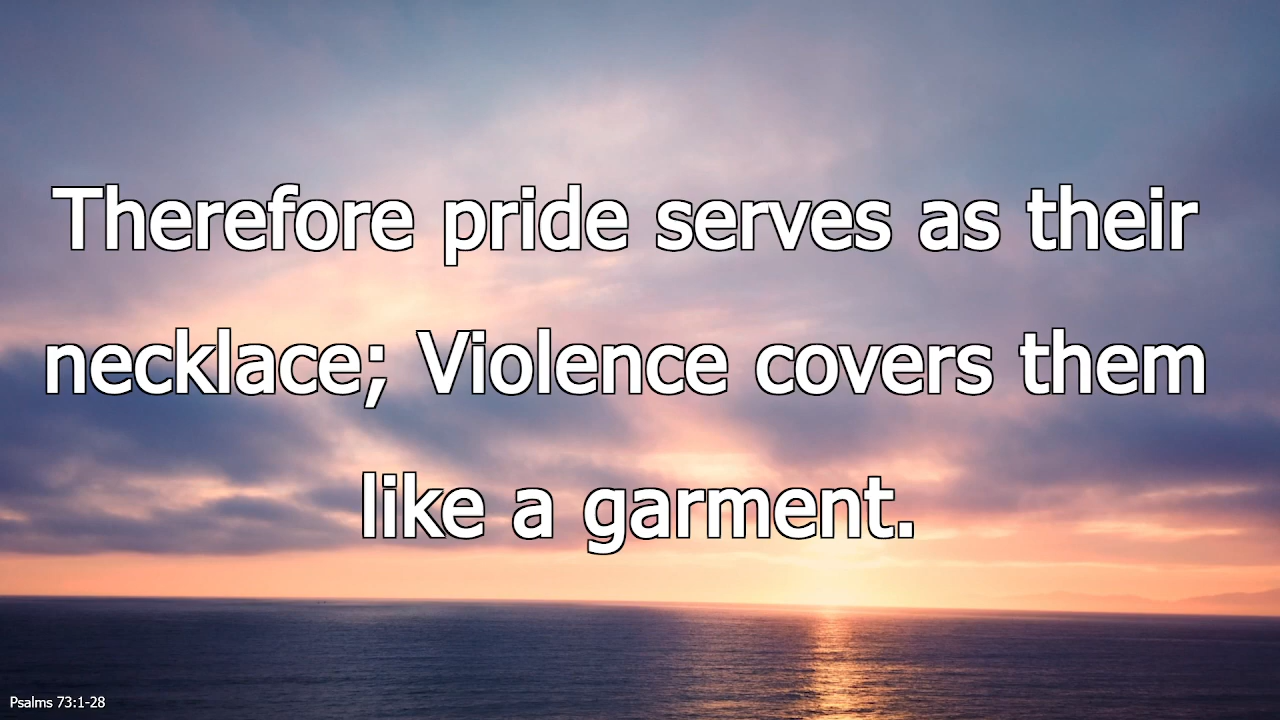 Therefore pride serves as their
necklace; Violence covers them
like a garment.
Psalms 73:1-28